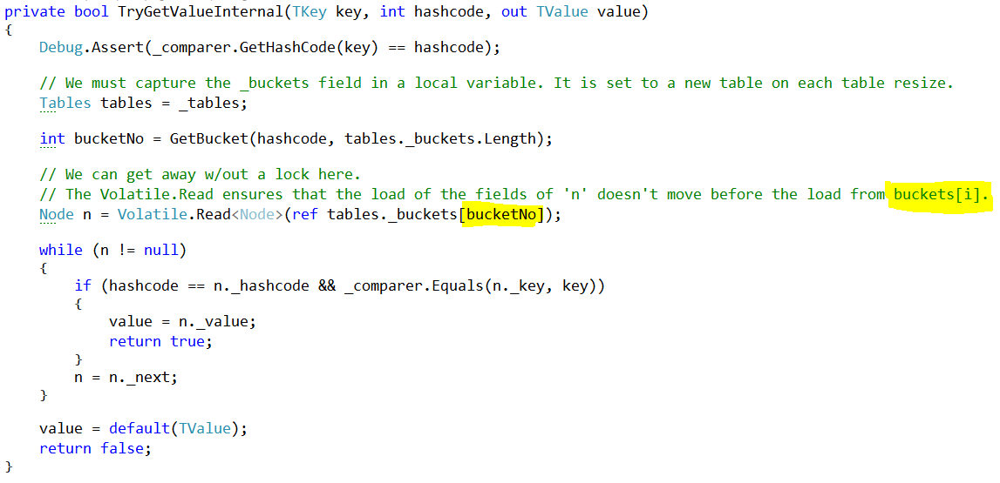 private bool TryGetValueInternal(TKey key, int hashcode, out TValue value)
{
    Debug.Assert(_comparer.GetHashCode(key) == hashcode);

    // We must capture the _buckets field in a local variable. It is set to a new table on each table resize.
    Tables tables = _tables;

    int bucketNo = GetBucket(hashcode, tables._buckets.Length);

    // We can get away w/out a lock here.
    // The Volatile.Read ensures that the load of the fields of 'n' doesn't move before the load from buckets[i].
    Node n = Volatile.Read<Node>(ref tables._buckets[bucketNo]);

    while (n != null)
    {
        if (hashcode == n._hashcode && _comparer.Equals(n._key, key))
        {
            value = n._value;
            return true;
        }
        n = n._next;
    }

    value = default(TValue);
    return false;
}